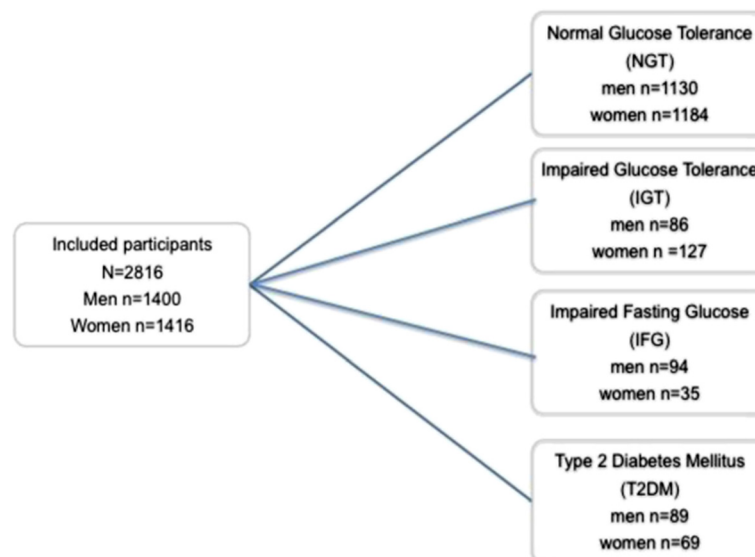 Included participants
N=2816
Men n=1400
Women n=1416
Normal Glucose Tolerance
(NGT)
men n=1130
women n=1184
Impaired Glucose Tolerance
(IGT)
men n=86
women n =127
Impaired Fasting Glucose
(IFG)
men n=94
women n=35
Type 2 Diabetes Mellitus
(T2DM)
men n=89
women n=69